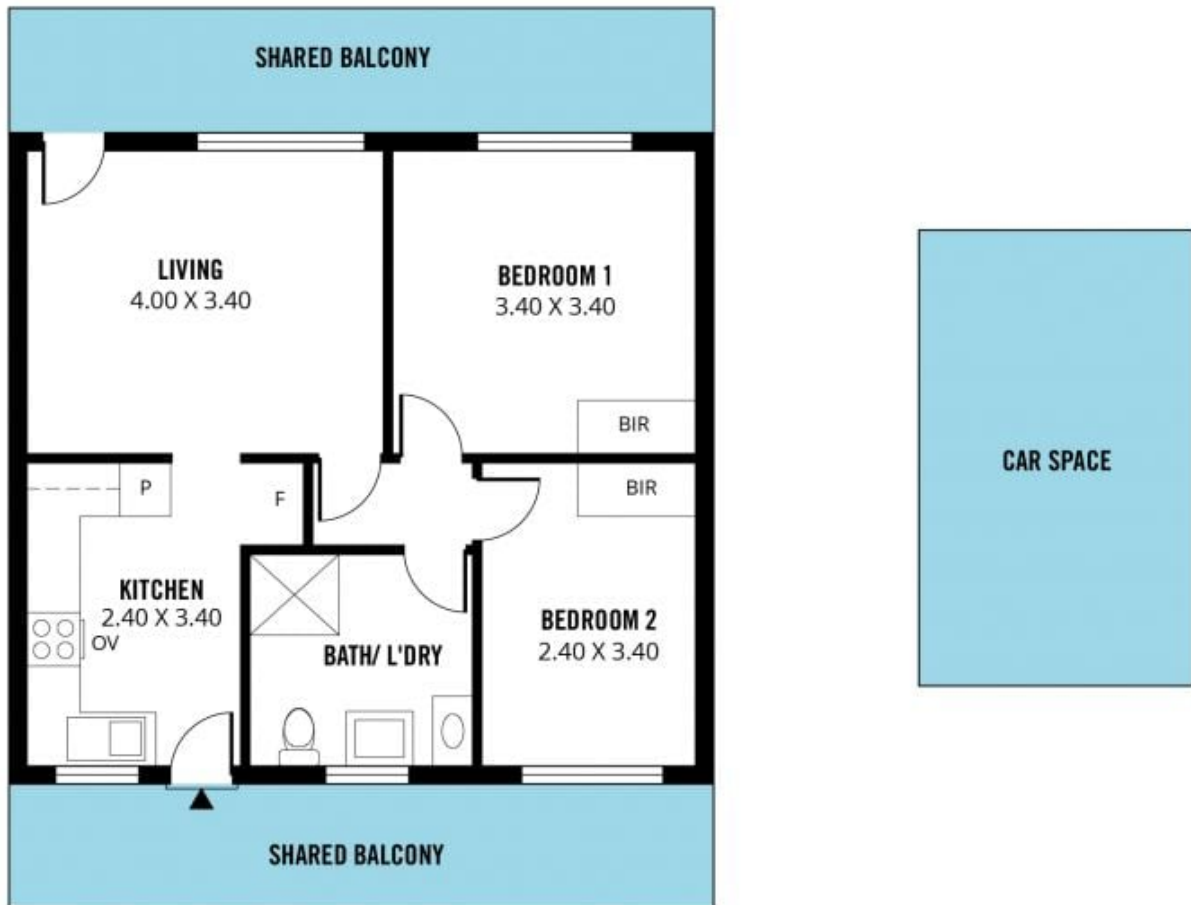 SHARED BALCONY
LIVING
4.00 X 3.40
BEDROOM 1
3.40 X 3.40
BIR
CAR SPACE
P
F
BIR
KITCHEN
2.40 X 3.40
OV
BATH/ L'DRY
BEDROOM 2
2.40 X 3.40
SHARED BALCONY